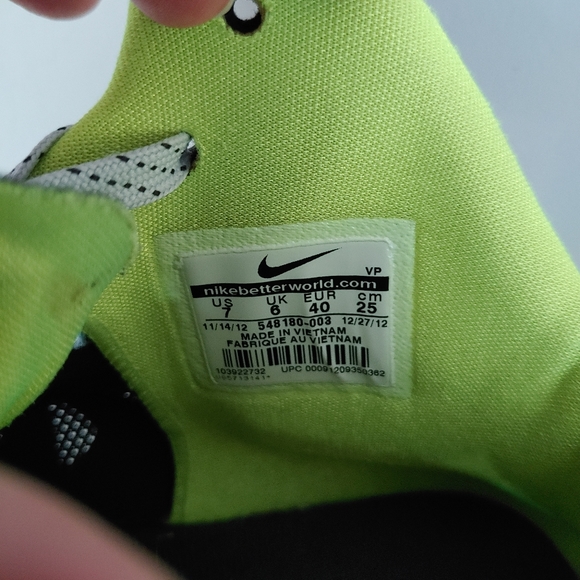 VP
nikebetterworld.com
US UK EUR cm
7 6 40 25
11/14/12 548180-003 12/27/12
MADE IN VIETNAM
FABRIQUE AU VIETNAM
103922732 UPC 00091209350362